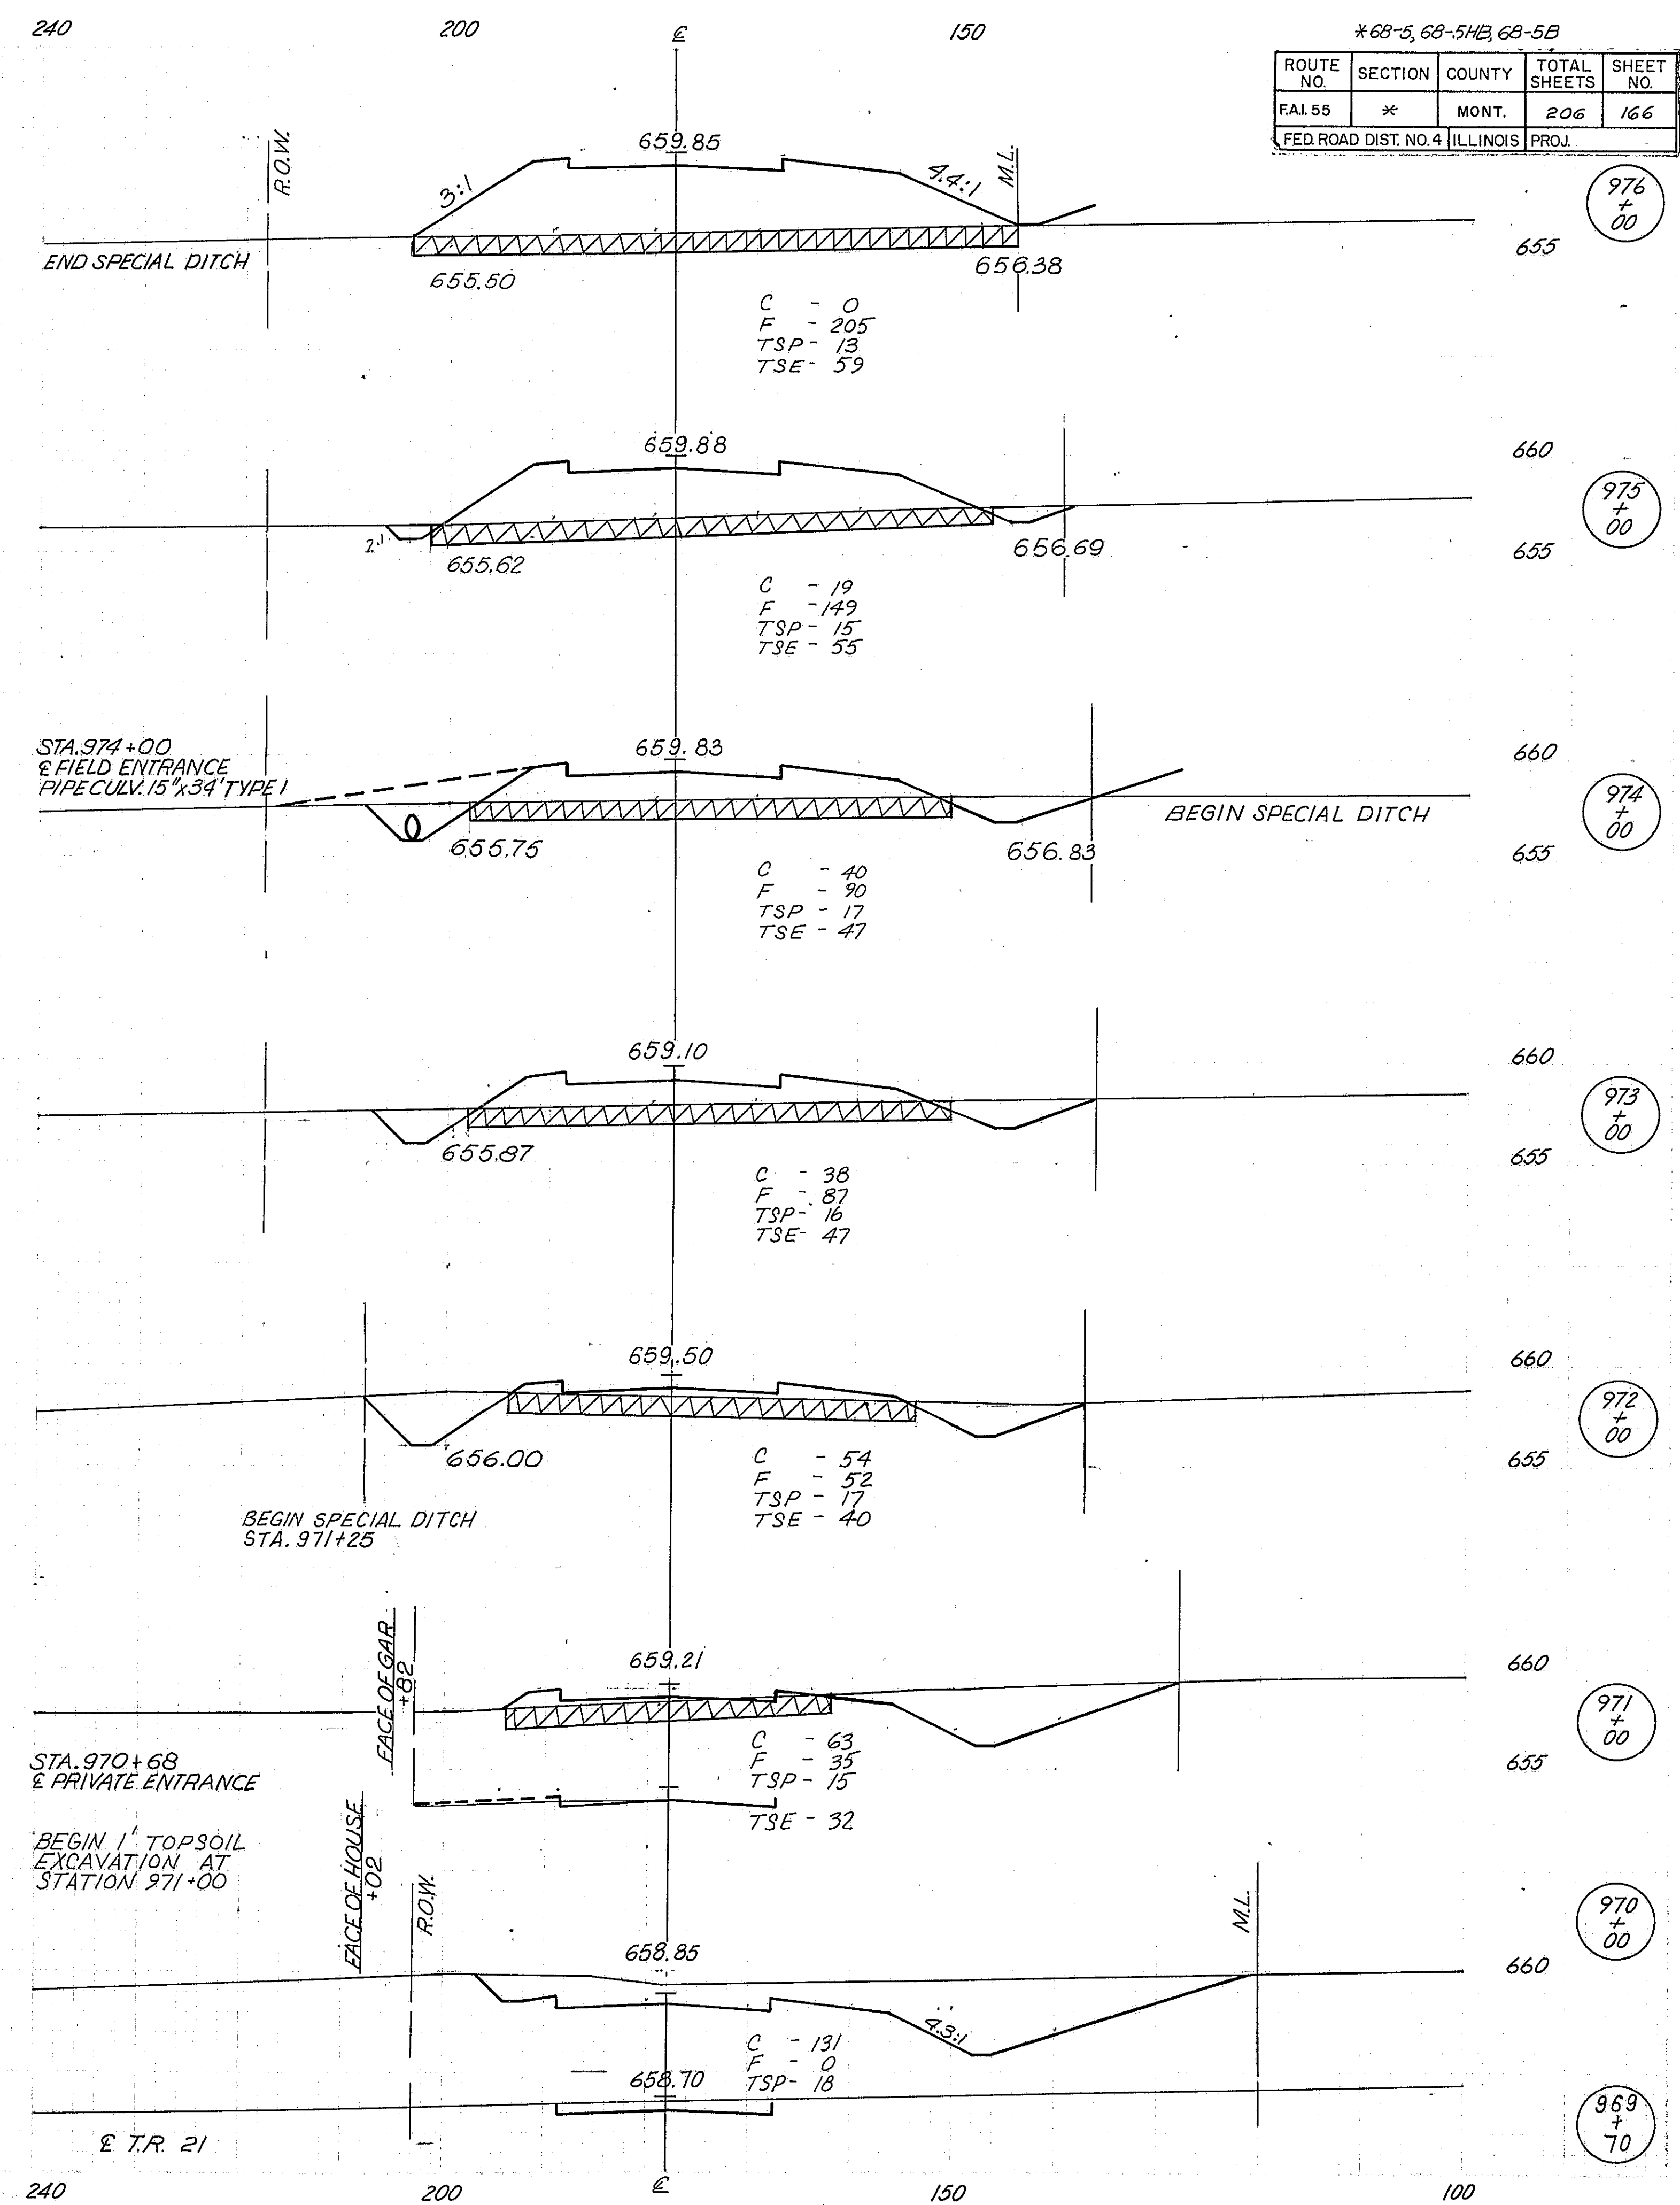 240 200 ℄ 150
*68-5, 68-5HB, 68-5B
ROUTE NO. SECTION COUNTY TOTAL SHEETS SHEET NO.
F.A.I. 55 * MONT. 206 166
FED. ROAD DIST. NO. 4 ILLINOIS PROJ.
R.O.W.
659.85
3:1
4.4:1
M.L.
976 + 00
655
END SPECIAL DITCH
655.50
656.38
C - 0
F - 205
TSP - 13
TSE - 59
659.88
660
975 + 00
2:1
655.62
656.69
655
C - 19
F - 149
TSP - 15
TSE - 55
STA. 974+00
℄ FIELD ENTRANCE
PIPE CULV. 15"x34' TYPE 1
659.83
660
974 + 00
BEGIN SPECIAL DITCH
655.75
656.83
655
C - 40
F - 90
TSP - 17
TSE - 47
659.10
660
973 + 00
655.87
655
C - 38
F - 87
TSP - 16
TSE - 47
659.50
660
972 + 00
656.00
655
C - 54
F - 52
TSP - 17
TSE - 40
BEGIN SPECIAL DITCH
STA. 971+25
FACE OF GAR
+82
659.21
660
971 + 00
655
STA. 970+68
℄ PRIVATE ENTRANCE
C - 63
F - 35
TSP - 15
TSE - 32
BEGIN 1' TOPSOIL
EXCAVATION AT
STATION 971+00
FACE OF HOUSE
+02
R.O.W.
M.L.
970 + 00
658.85
660
4.3:1
C - 131
F - 0
TSP - 18
658.70
969 + 70
℄ T.R. 21
240 200 ℄ 150 100